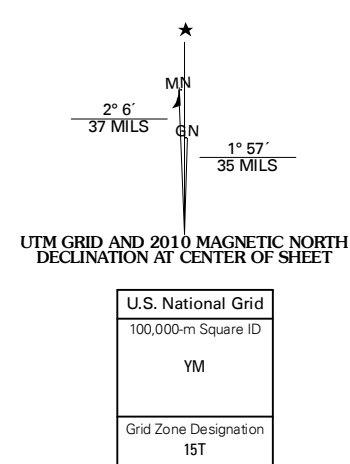 MN
2° 6´
37 MILS
GN
1° 57´
35 MILS
UTM GRID AND 2010 MAGNETIC NORTH
DECLINATION AT CENTER OF SHEET
U.S. National Grid
100,000-m Square ID
YM
Grid Zone Designation
15T